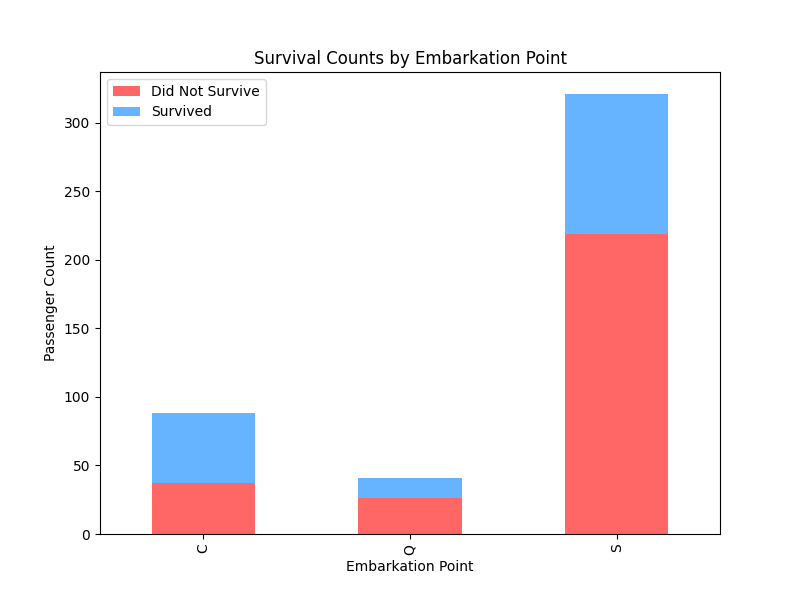 Survival Counts by Embarkation Point
Did Not Survive
Survived
Passenger Count
300
250
200
150
100
50
0
C
Q
S
Embarkation Point